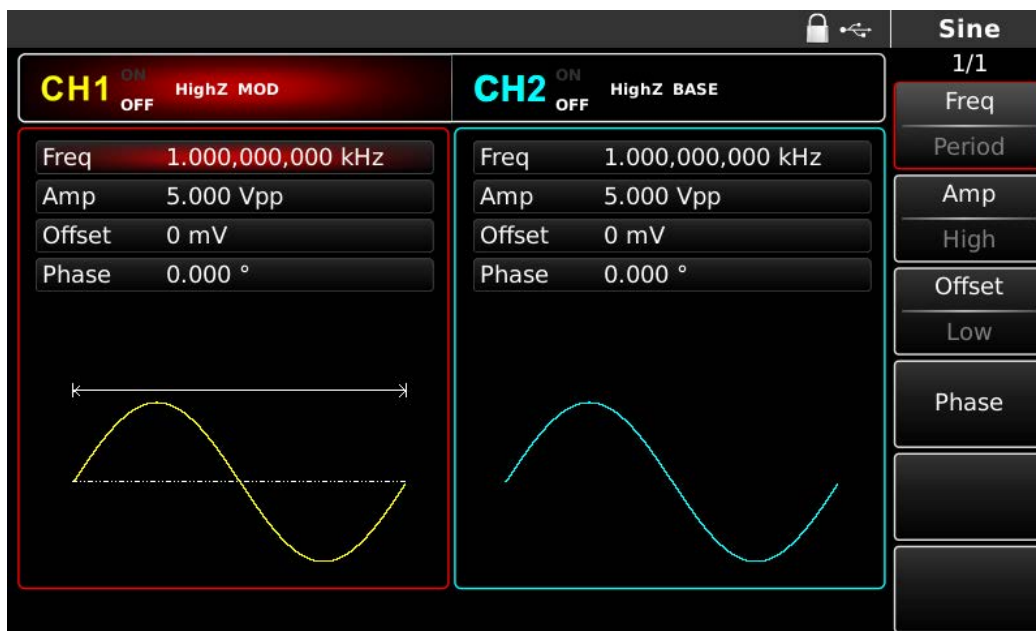 Sine
1/1
CH1 ON OFF HighZ MOD
CH2 ON OFF HighZ BASE
Freq 1.000,000,000 kHz
Amp 5.000 Vpp
Offset 0 mV
Phase 0.000 °
Freq 1.000,000,000 kHz
Amp 5.000 Vpp
Offset 0 mV
Phase 0.000 °
Freq
Period
Amp
High
Offset
Low
Phase